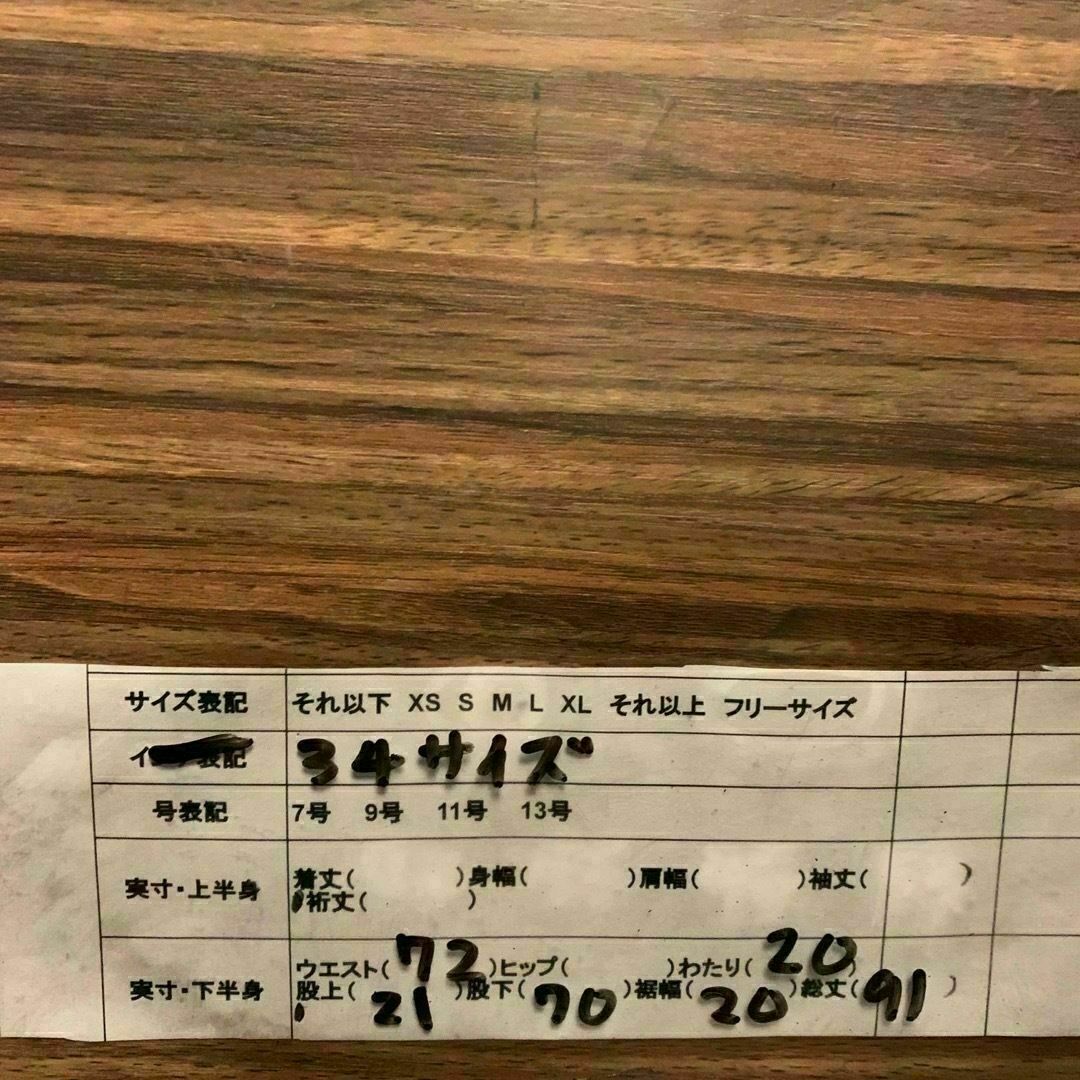 サイズ表記 それ以下 XS S M L XL それ以上 フリーサイズ
表記 34サイズ
号表記 7号 9号 11号 13号
実寸・上半身 着丈( )身幅( )肩幅( )袖丈( )
裄丈( )
実寸・下半身 ウエスト(72)ヒップ( )わたり(20)
股上(21)股下(70)裾幅(20)総丈(91)